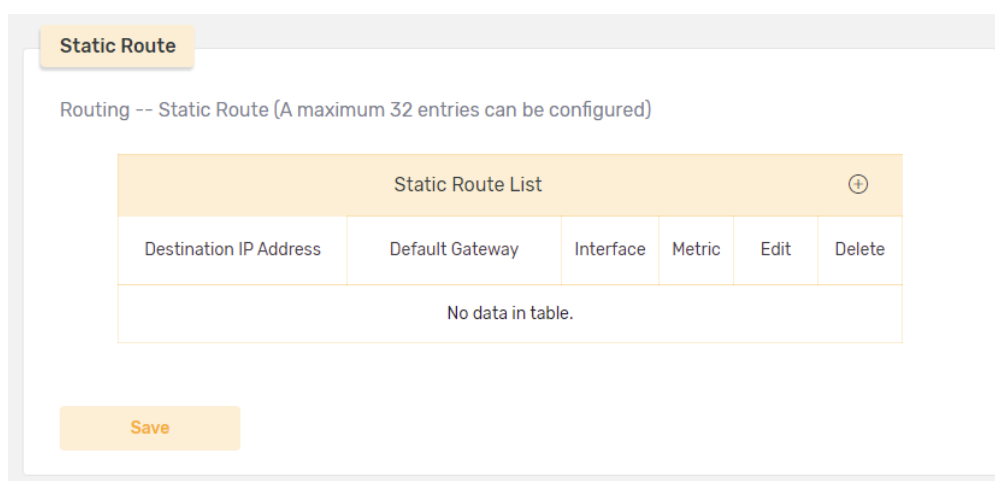 Static Route
Routing -- Static Route (A maximum 32 entries can be configured)
Static Route List
Destination IP Address Default Gateway Interface Metric Edit Delete
No data in table.
Save